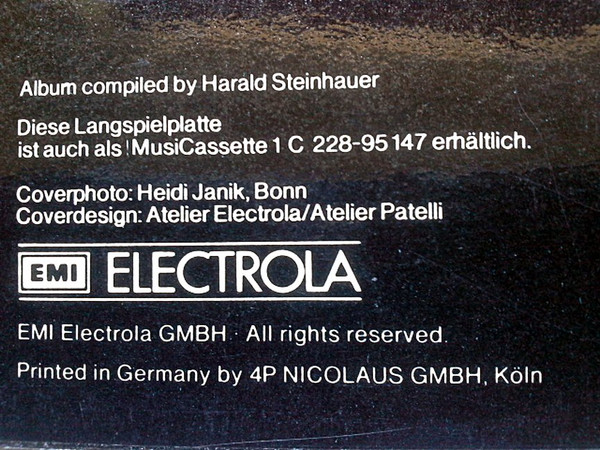 Album compiled by Harald Steinhauer
Diese Langspielplatte
ist auch als MusiCassette 1 C 228-95 147 erhältlich.
Coverphoto: Heidi Janik, Bonn
Coverdesign: Atelier Electrola/Atelier Patelli
EMI ELECTROLA
EMI Electrola GMBH · All rights reserved.
Printed in Germany by 4P NICOLAUS GMBH, Köln